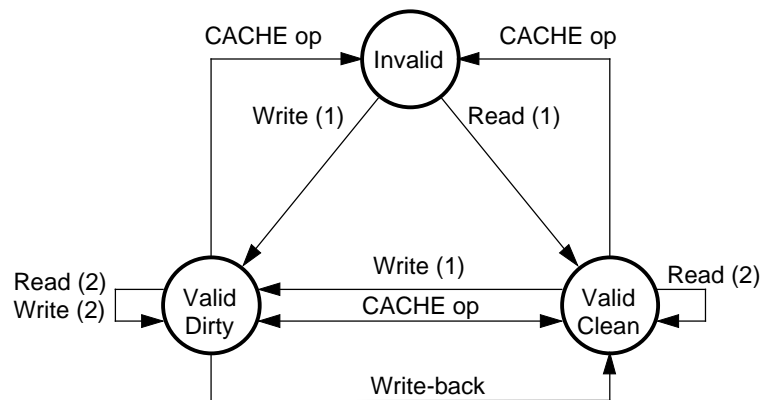 CACHE op
CACHE op
Invalid
Write (1)
Read (1)
Write (1)
Read (2)
Read (2)
Write (2)
Valid
Dirty
CACHE op
Valid
Clean
Write-back